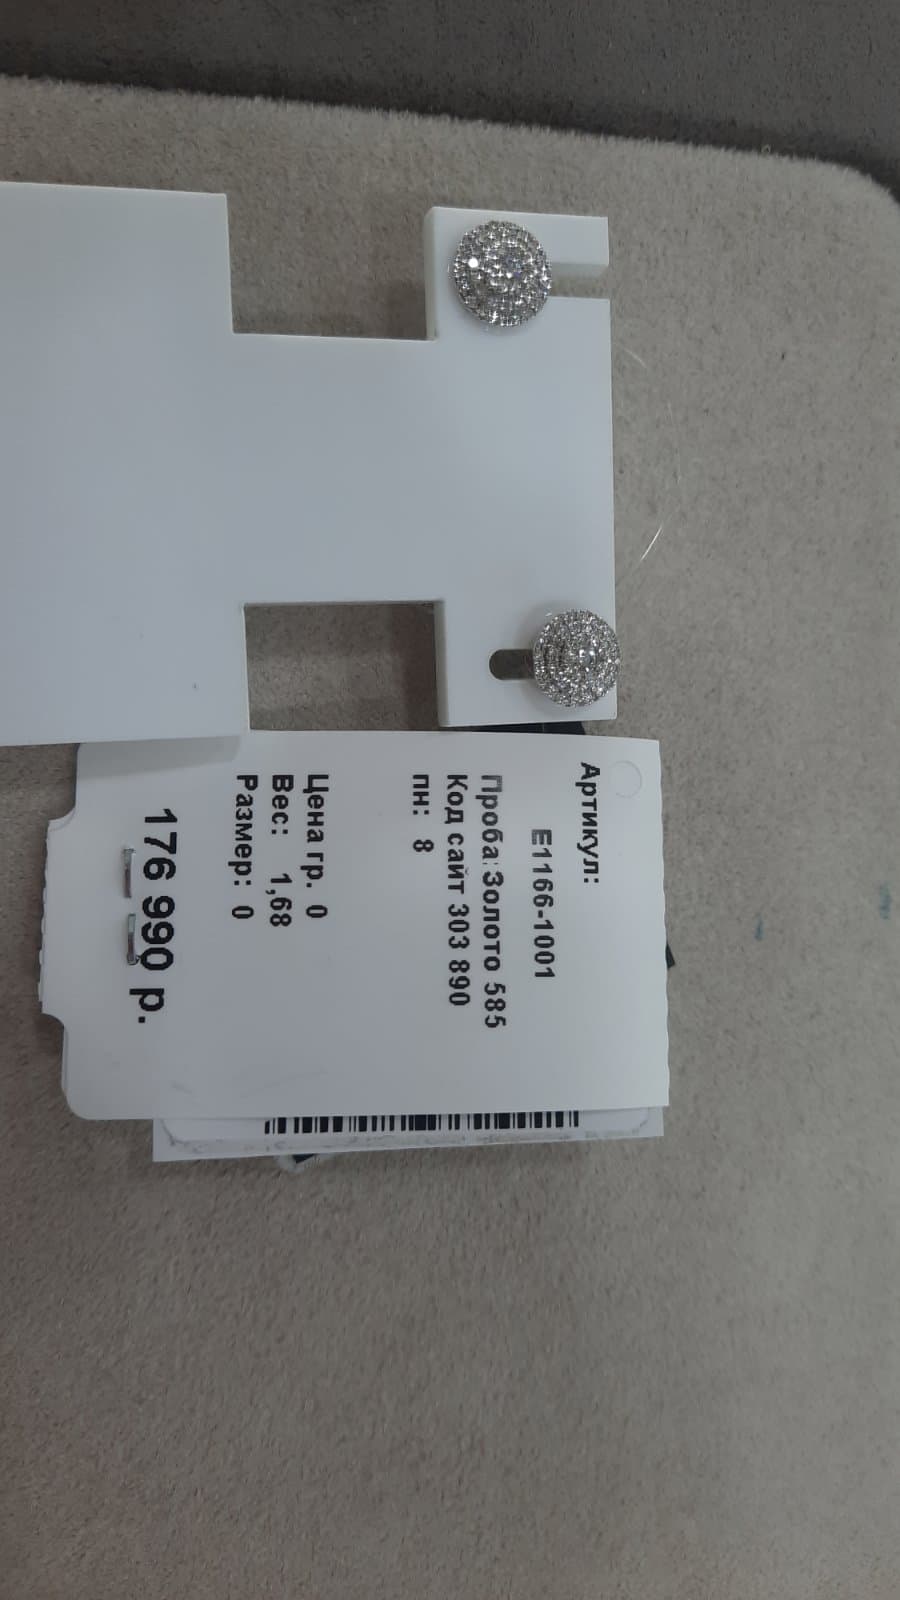 Артикул:
E1166-1001
Проба:Золото 585
Код сайт 303 890
пн: 8
Цена гр. 0
Вес: 1,68
Размер: 0
176 990 р.